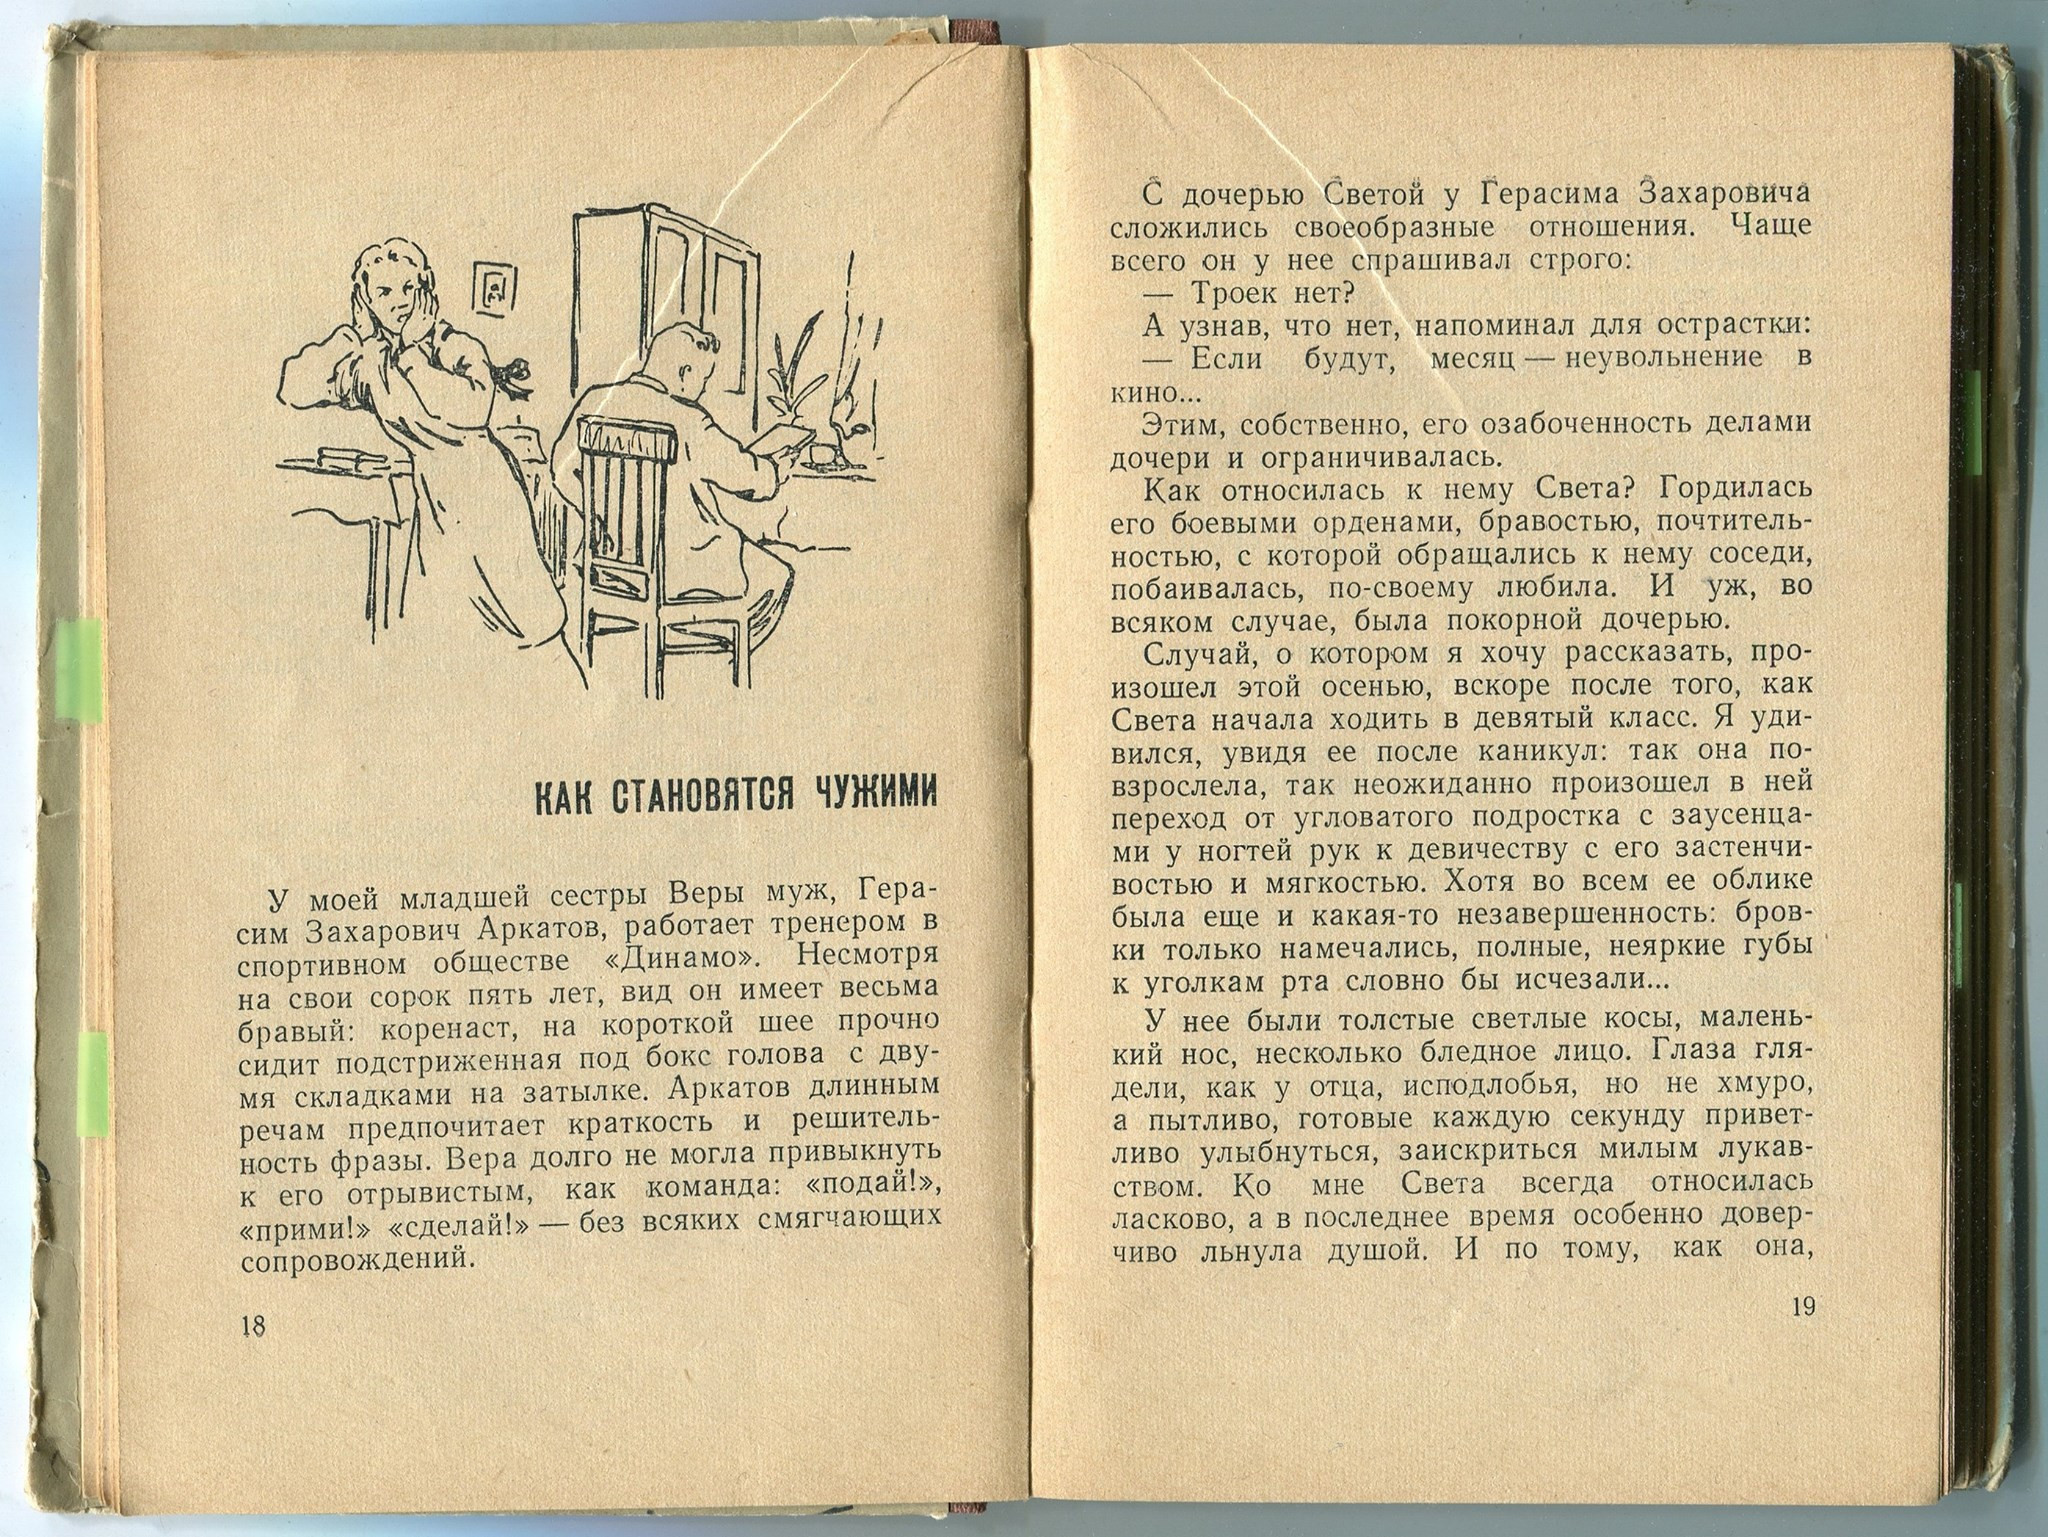 КАК СТАНОВЯТСЯ ЧУЖИМИ
У моей младшей сестры Веры муж, Гера-
сим Захарович Аркатов, работает тренером в
спортивном обществе «Динамо». Несмотря
на свои сорок пять лет, вид он имеет весьма
бравый: коренаст, на короткой шее прочно
сидит подстриженная под бокс голова с дву-
мя складками на затылке. Аркатов длинным
речам предпочитает краткость и решитель-
ность фразы. Вера долго не могла привыкнуть
к его отрывистым, как команда: «подай!»,
«прими!» «сделай!» — без всяких смягчающих
сопровождений.
18
С дочерью Светой у Герасима Захаровича
сложились своеобразные отношения. Чаще
всего он у нее спрашивал строго:
— Троек нет?
А узнав, что нет, напоминал для острастки:
— Если будут, месяц — неувольнение в
кино...
Этим, собственно, его озабоченность делами
дочери и ограничивалась.
Как относилась к нему Света? Гордилась
его боевыми орденами, бравостью, почтитель-
ностью, с которой обращались к нему соседи,
побаивалась, по-своему любила. И уж, во
всяком случае, была покорной дочерью.
Случай, о котором я хочу рассказать, про-
изошел этой осенью, вскоре после того, как
Света начала ходить в девятый класс. Я уди-
вился, увидя ее после каникул: так она по-
взрослела, так неожиданно произошел в ней
переход от угловатого подростка с заусенца-
ми у ногтей рук к девичеству с его застенчи-
востью и мягкостью. Хотя во всем ее облике
была еще и какая-то незавершенность: бров-
ки только намечались, полные, неяркие губы
к уголкам рта словно бы исчезали...
У нее были толстые светлые косы, малень-
кий нос, несколько бледное лицо. Глаза гля-
дели, как у отца, исподлобья, но не хмуро,
а пытливо, готовые каждую секунду привет-
ливо улыбнуться, заискриться милым лукав-
ством. Ко мне Света всегда относилась
ласково, а в последнее время особенно довер-
чиво льнула душой. И по тому, как она,
19